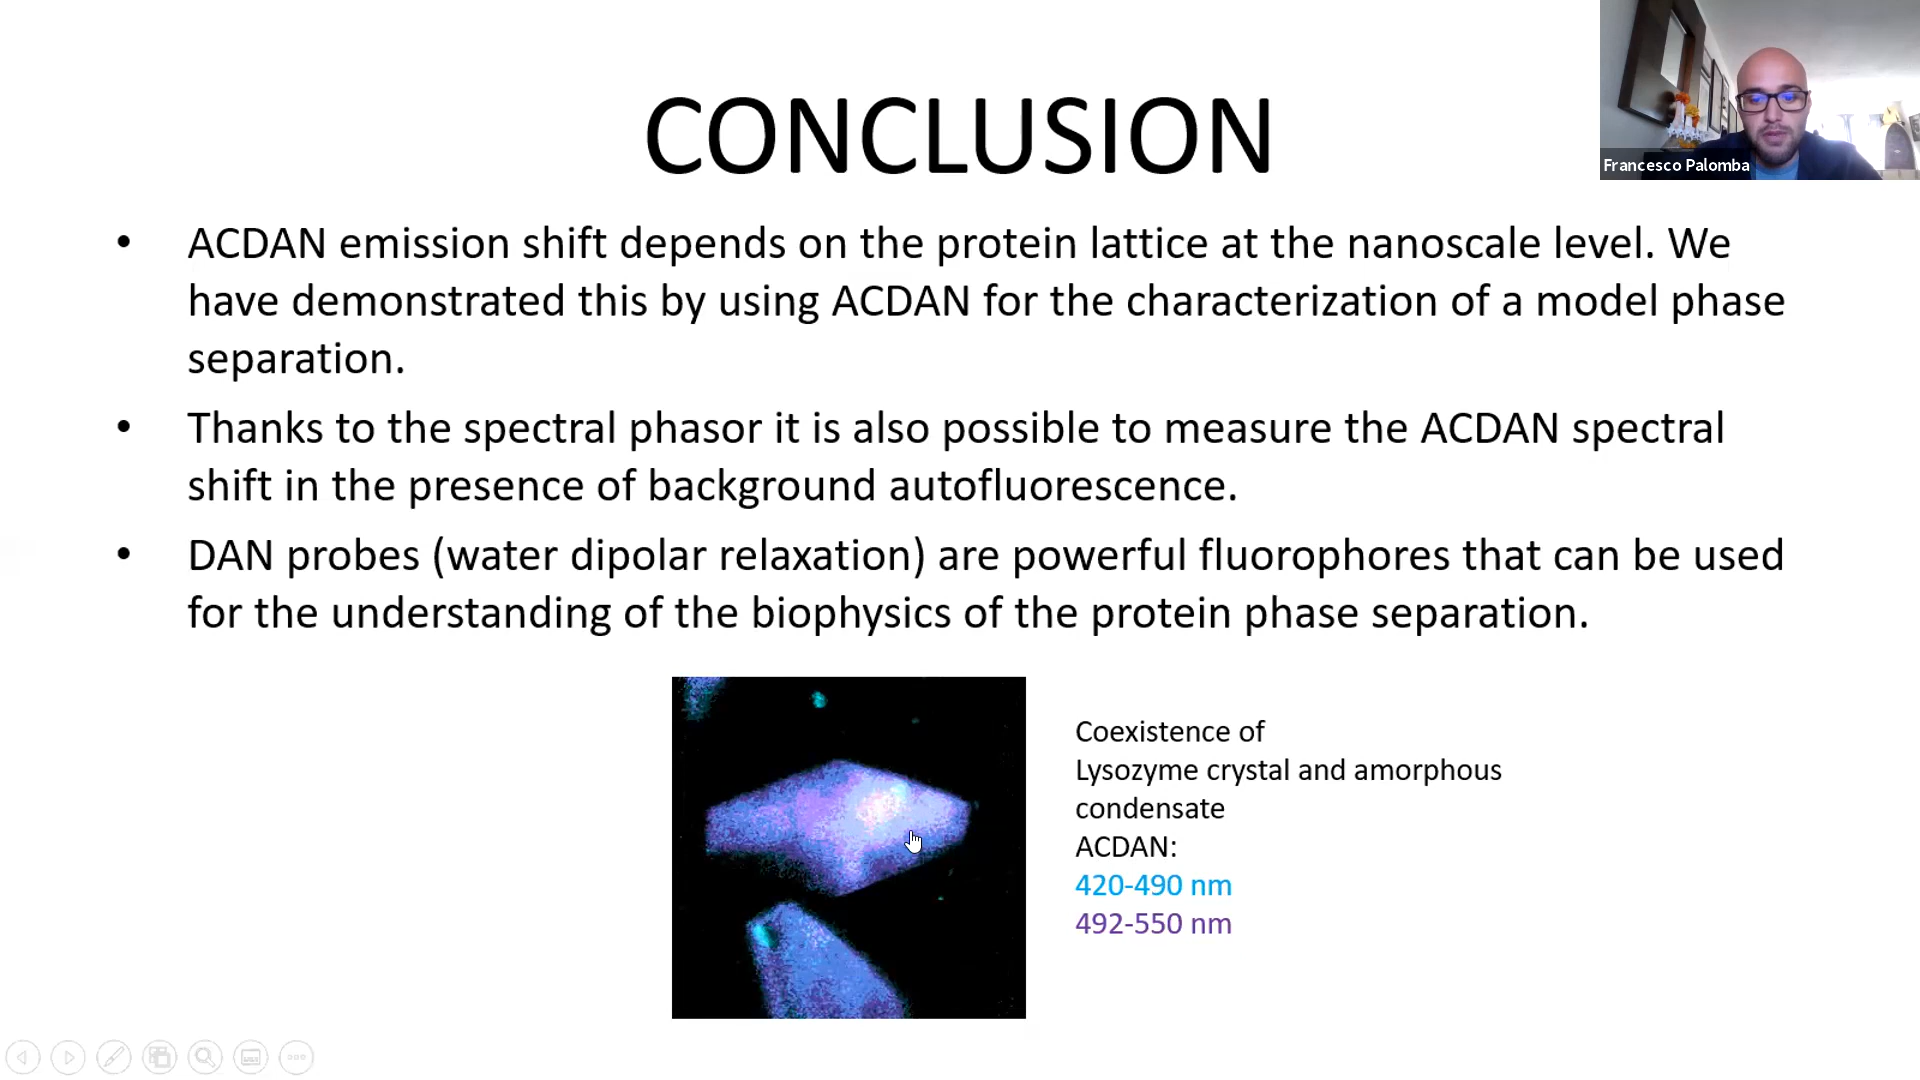 CONCLUSION
Francesco Palomba
• ACDAN emission shift depends on the protein lattice at the nanoscale level. We
have demonstrated this by using ACDAN for the characterization of a model phase
separation.
• Thanks to the spectral phasor it is also possible to measure the ACDAN spectral
shift in the presence of background autofluorescence.
• DAN probes (water dipolar relaxation) are powerful fluorophores that can be used
for the understanding of the biophysics of the protein phase separation.
Coexistence of
Lysozyme crystal and amorphous
condensate
ACDAN:
420-490 nm
492-550 nm